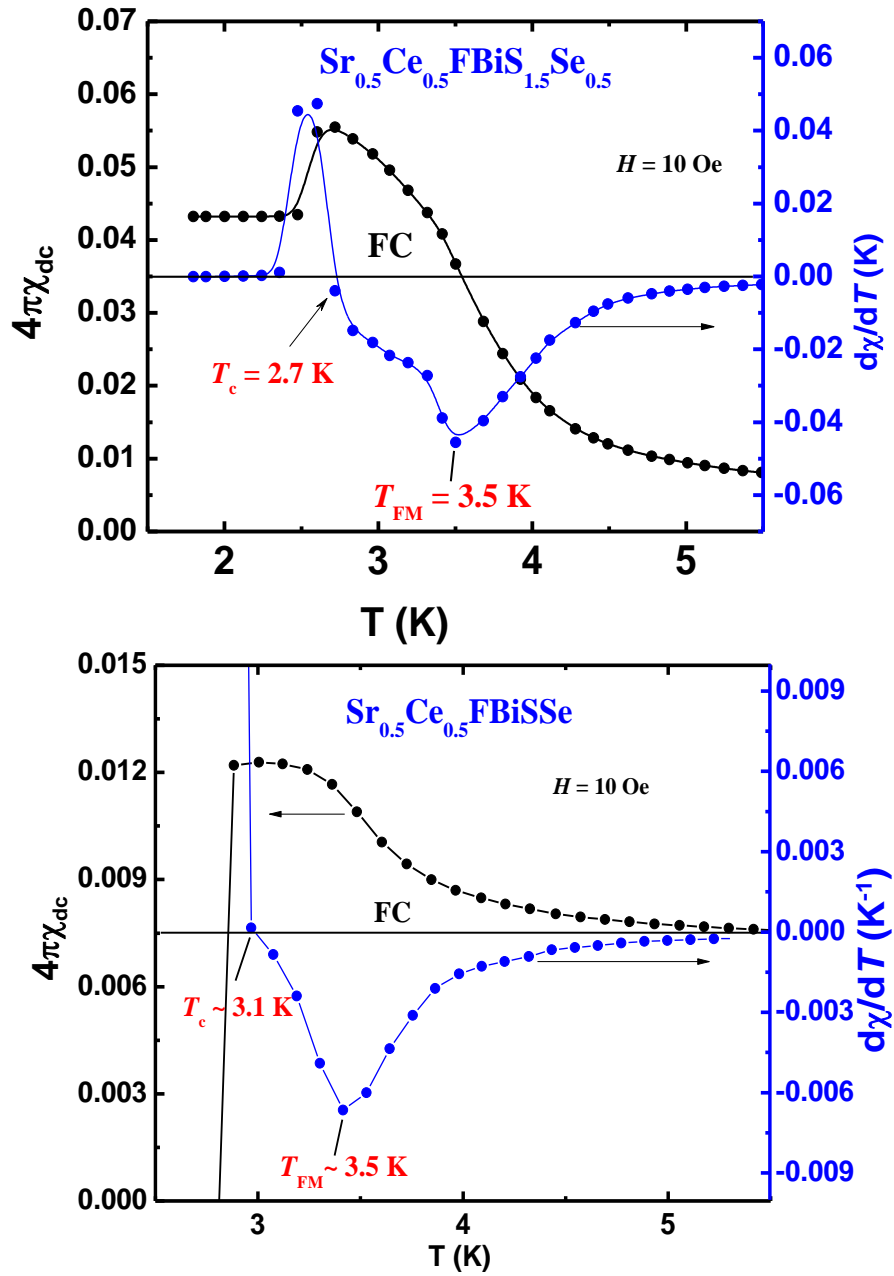 Sr0.5Ce0.5FBiS1.5Se0.5
H = 10 Oe
FC
Tc = 2.7 K
TFM = 3.5 K
4πχdc
0.07
0.06
0.05
0.04
0.03
0.02
0.01
0.00
0.06
0.04
0.02
0.00
-0.02
-0.04
-0.06
dχ/dT (K)
2 3 4 5
T (K)
Sr0.5Ce0.5FBiSSe
H = 10 Oe
FC
Tc ~ 3.1 K
TFM ~ 3.5 K
4πχdc
0.015
0.012
0.009
0.006
0.003
0.000
0.009
0.006
0.003
0.000
-0.003
-0.006
-0.009
dχ/dT (K-1)
3 4 5
T (K)